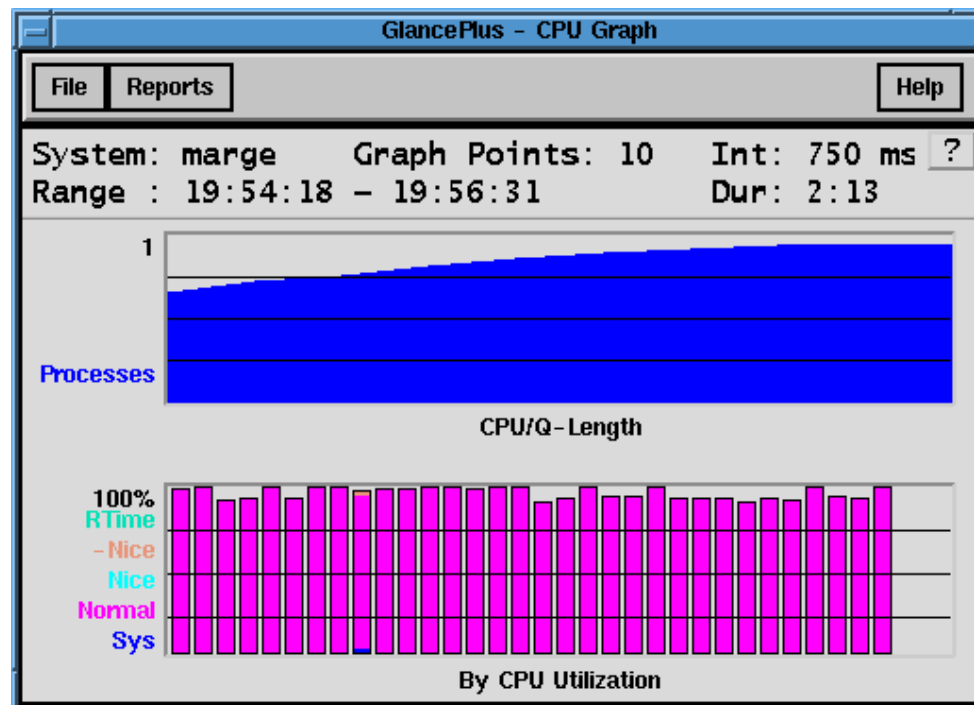 GlancePlus - CPU Graph
File Reports Help
System: marge Graph Points: 10 Int: 750 ms ?
Range : 19:54:18 - 19:56:31 Dur: 2:13
1
Processes
CPU/Q-Length
100%
RTime
-Nice
Nice
Normal
Sys
By CPU Utilization